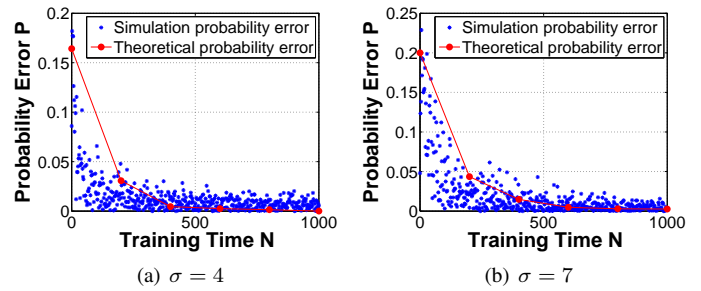 0.2
0.15
0.1
0.05
0
Probability Error P
Simulation probability error
Theoretical probability error
0 500 1000
Training Time N
(a) σ = 4
0.25
0.2
0.15
0.1
0.05
0
Probability Error P
Simulation probability error
Theoretical probability error
0 500 1000
Training Time N
(b) σ = 7